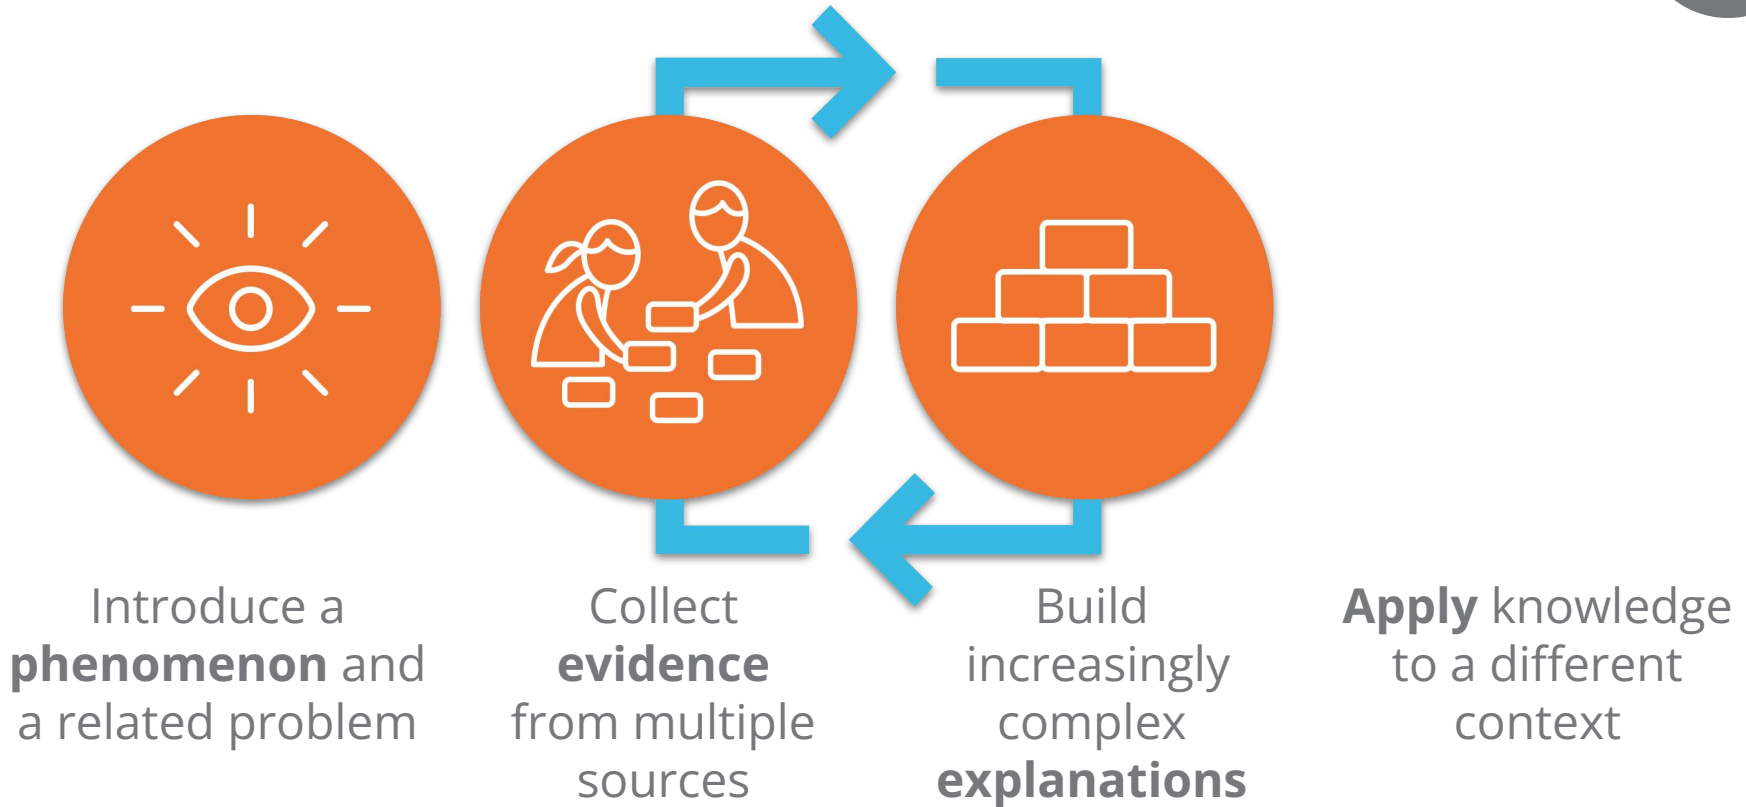 Introduce a
phenomenon and
a related problem
Collect
evidence
from multiple
sources
Build
increasingly
complex
explanations
Apply knowledge
to a different
context